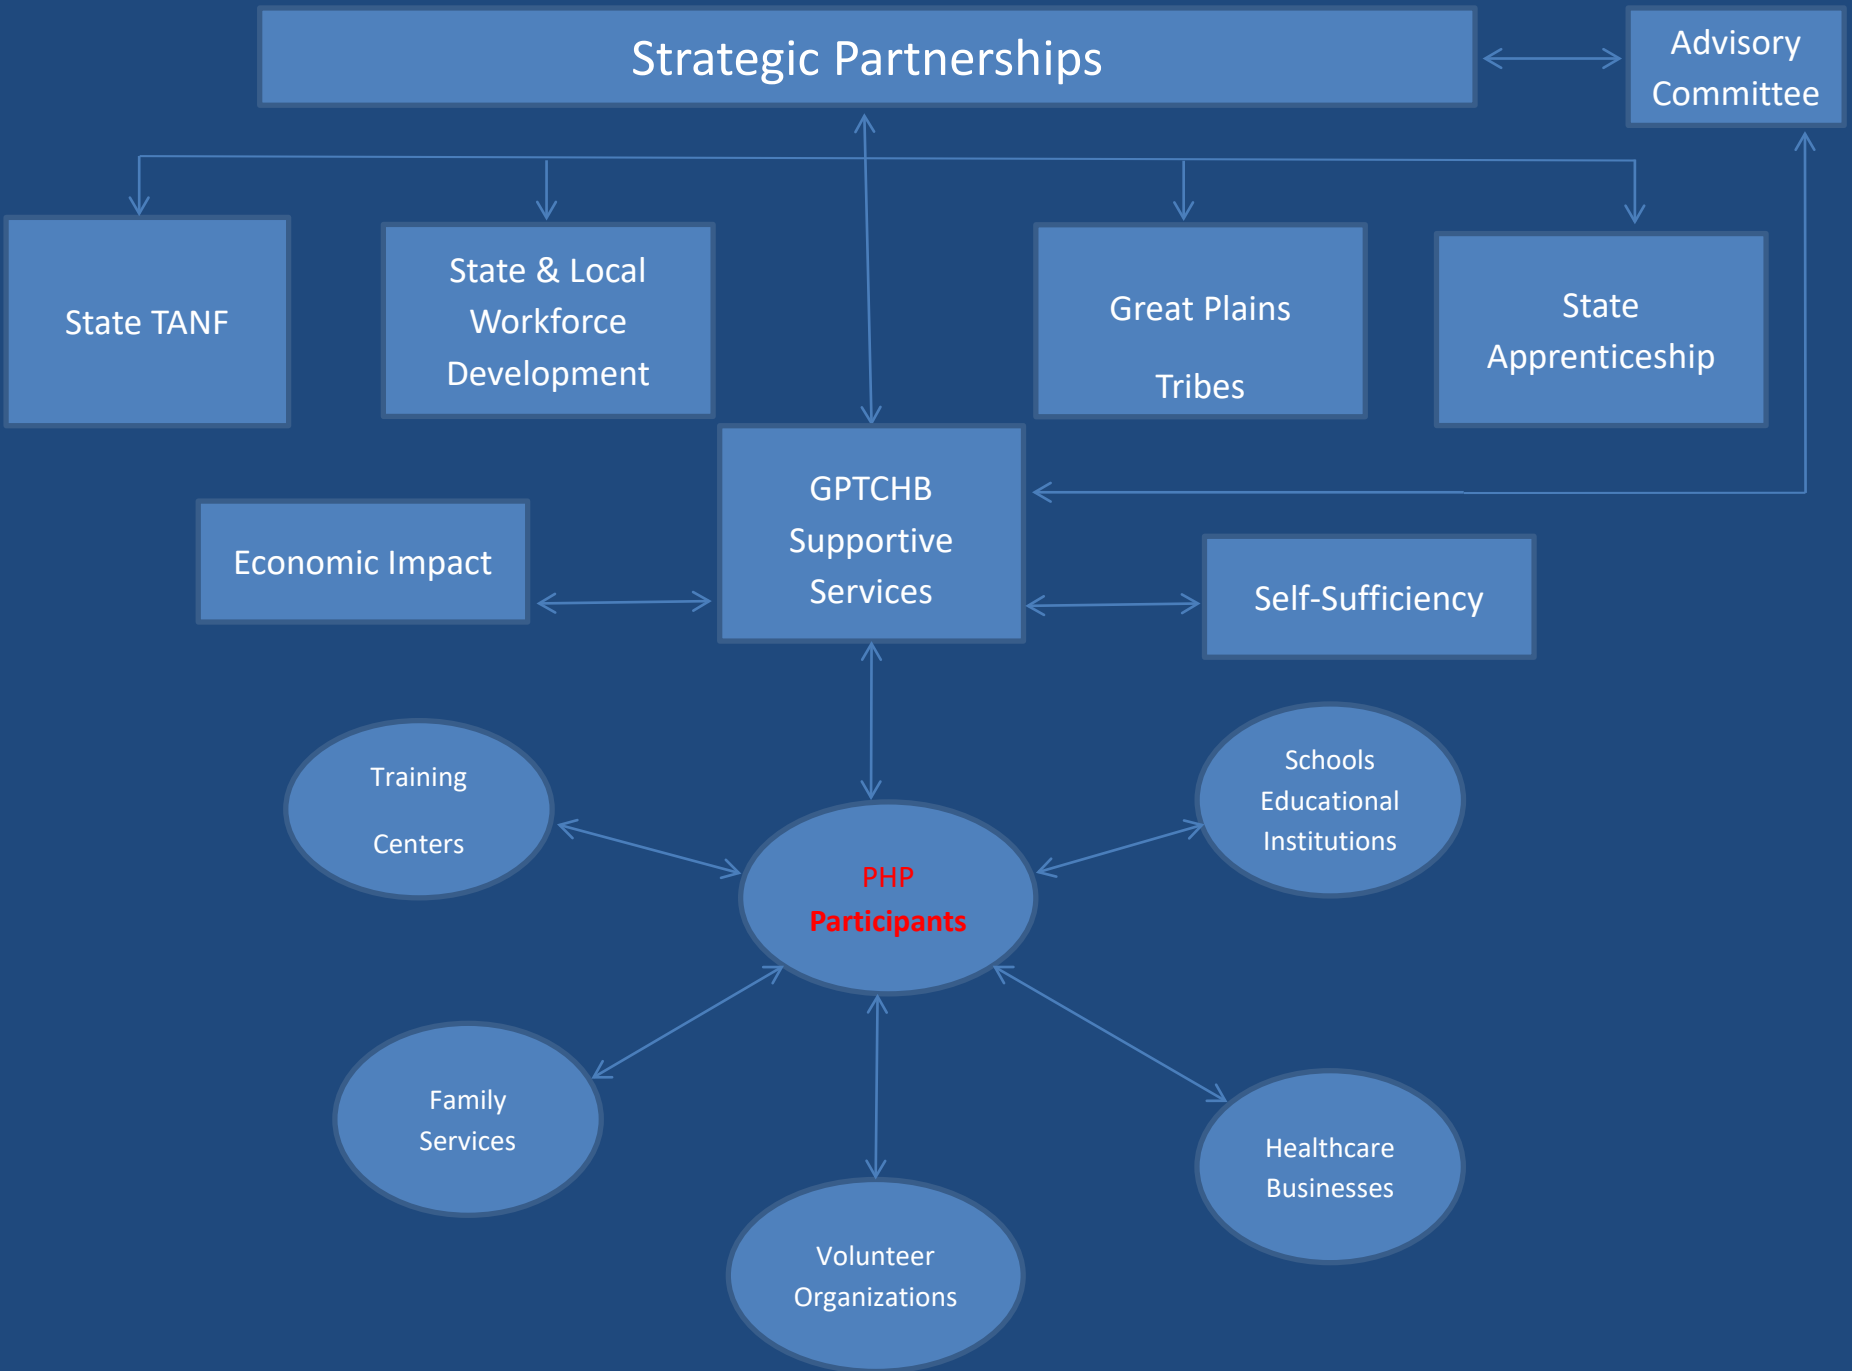 Strategic Partnerships
Advisory
Committee
State TANF
State & Local
Workforce
Development
Great Plains
Tribes
State
Apprenticeship
GPTCHB
Supportive
Services
Economic Impact
Self-Sufficiency
Training
Centers
Schools
Educational
Institutions
PHP
Participants
Family
Services
Healthcare
Businesses
Volunteer
Organizations